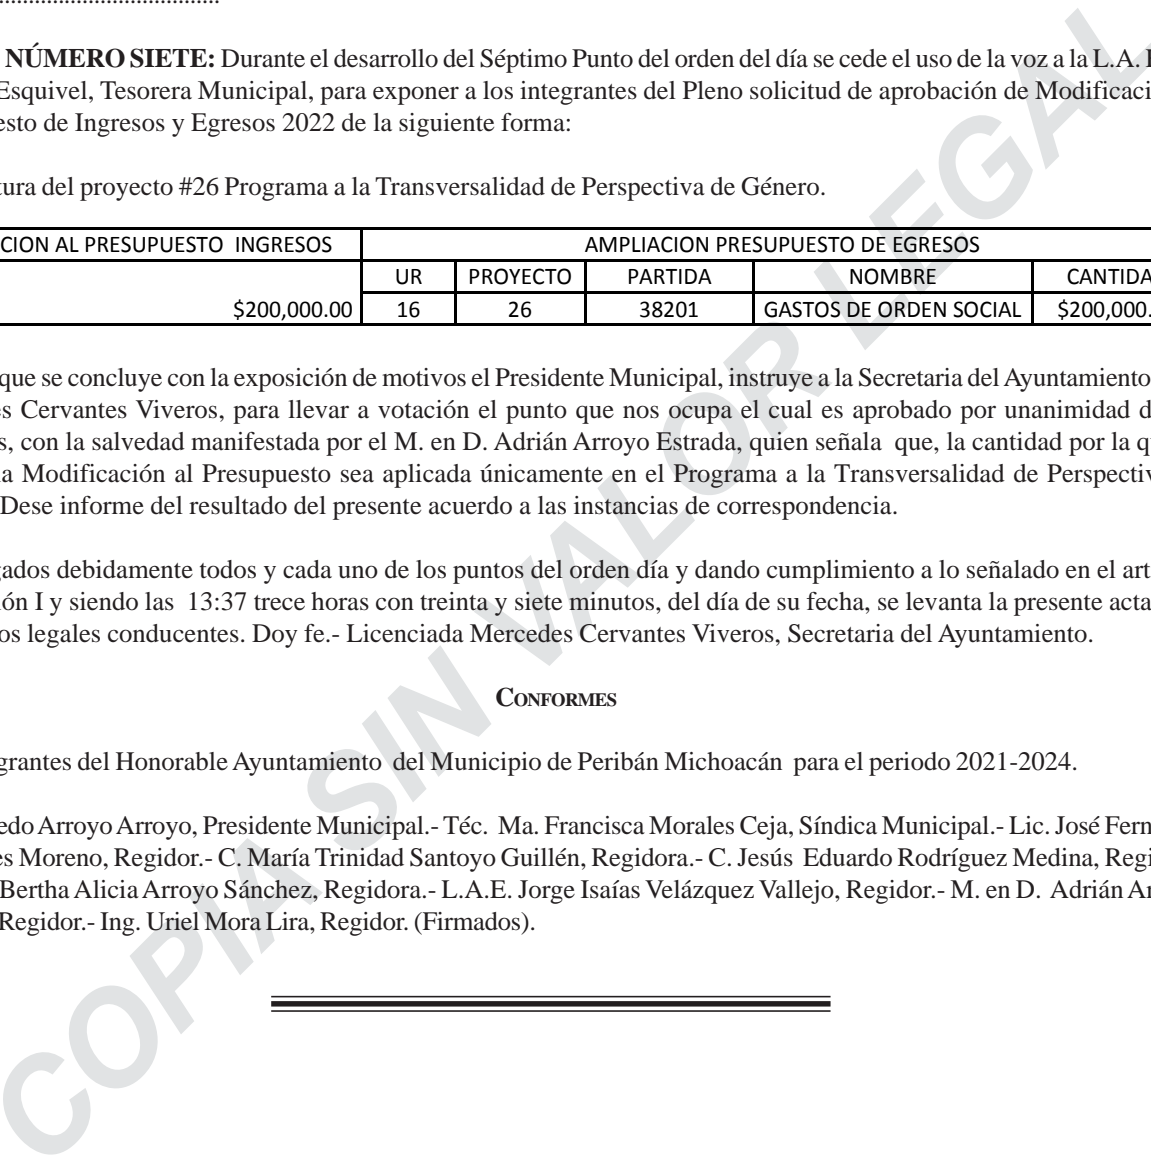 ........................................
NÚMERO SIETE: Durante el desarrollo del Séptimo Punto del orden del día se cede el uso de la voz a la L.A.
Esquivel, Tesorera Municipal, para exponer a los integrantes del Pleno solicitud de aprobación de Modificaci
esto de Ingresos y Egresos 2022 de la siguiente forma:
tura del proyecto #26 Programa a la Transversalidad de Perspectiva de Género.
CION AL PRESUPUESTO INGRESOS AMPLIACION PRESUPUESTO DE EGRESOS
UR PROYECTO PARTIDA NOMBRE CANTIDA
$200,000.00 16 26 38201 GASTOS DE ORDEN SOCIAL $200,000.
que se concluye con la exposición de motivos el Presidente Municipal, instruye a la Secretaria del Ayuntamiento
es Cervantes Viveros, para llevar a votación el punto que nos ocupa el cual es aprobado por unanimidad d
s, con la salvedad manifestada por el M. en D. Adrián Arroyo Estrada, quien señala que, la cantidad por la q
la Modificación al Presupuesto sea aplicada únicamente en el Programa a la Transversalidad de Perspectiv
Dese informe del resultado del presente acuerdo a las instancias de correspondencia.
gados debidamente todos y cada uno de los puntos del orden día y dando cumplimiento a lo señalado en el art
ión I y siendo las 13:37 trece horas con treinta y siete minutos, del día de su fecha, se levanta la presente acta
os legales conducentes. Doy fe.- Licenciada Mercedes Cervantes Viveros, Secretaria del Ayuntamiento.
CONFORMES
grantes del Honorable Ayuntamiento del Municipio de Peribán Michoacán para el periodo 2021-2024.
edo Arroyo Arroyo, Presidente Municipal.- Téc. Ma. Francisca Morales Ceja, Síndica Municipal.- Lic. José Fern
es Moreno, Regidor.- C. María Trinidad Santoyo Guillén, Regidora.- C. Jesús Eduardo Rodríguez Medina, Regi
Bertha Alicia Arroyo Sánchez, Regidora.- L.A.E. Jorge Isaías Velázquez Vallejo, Regidor.- M. en D. Adrián Ar
Regidor.- Ing. Uriel Mora Lira, Regidor. (Firmados).
COPIA SIN VALOR LEGAL